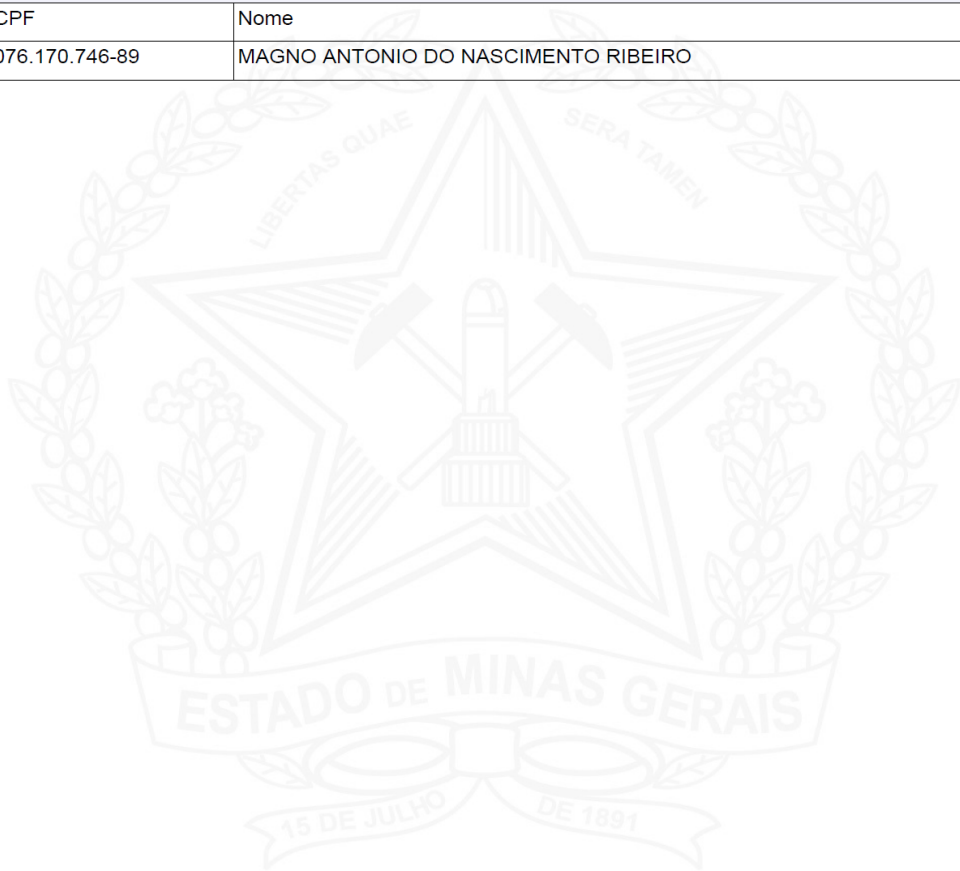 CPF Nome
076.170.746-89 MAGNO ANTONIO DO NASCIMENTO RIBEIRO
LIBERTAS QUAE SERA TAMEN
ESTADO DE MINAS GERAIS
15 DE JULHO DE 1891